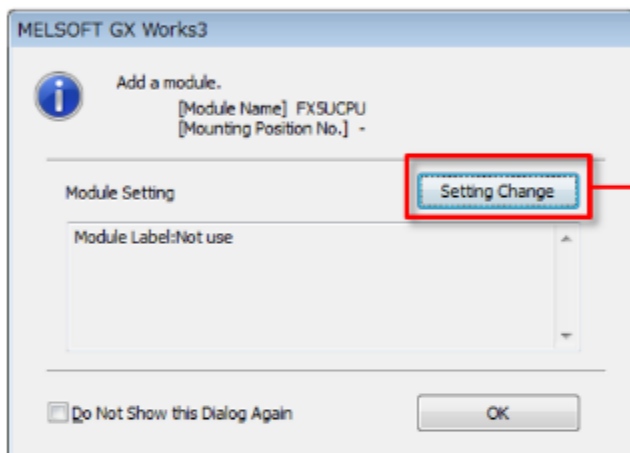 MELSOFT GX Works3
Add a module.
[Module Name] FX5UCPU
[Mounting Position No.] -
Module Setting
Setting Change
Module Label:Not use
Do Not Show this Dialog Again
OK